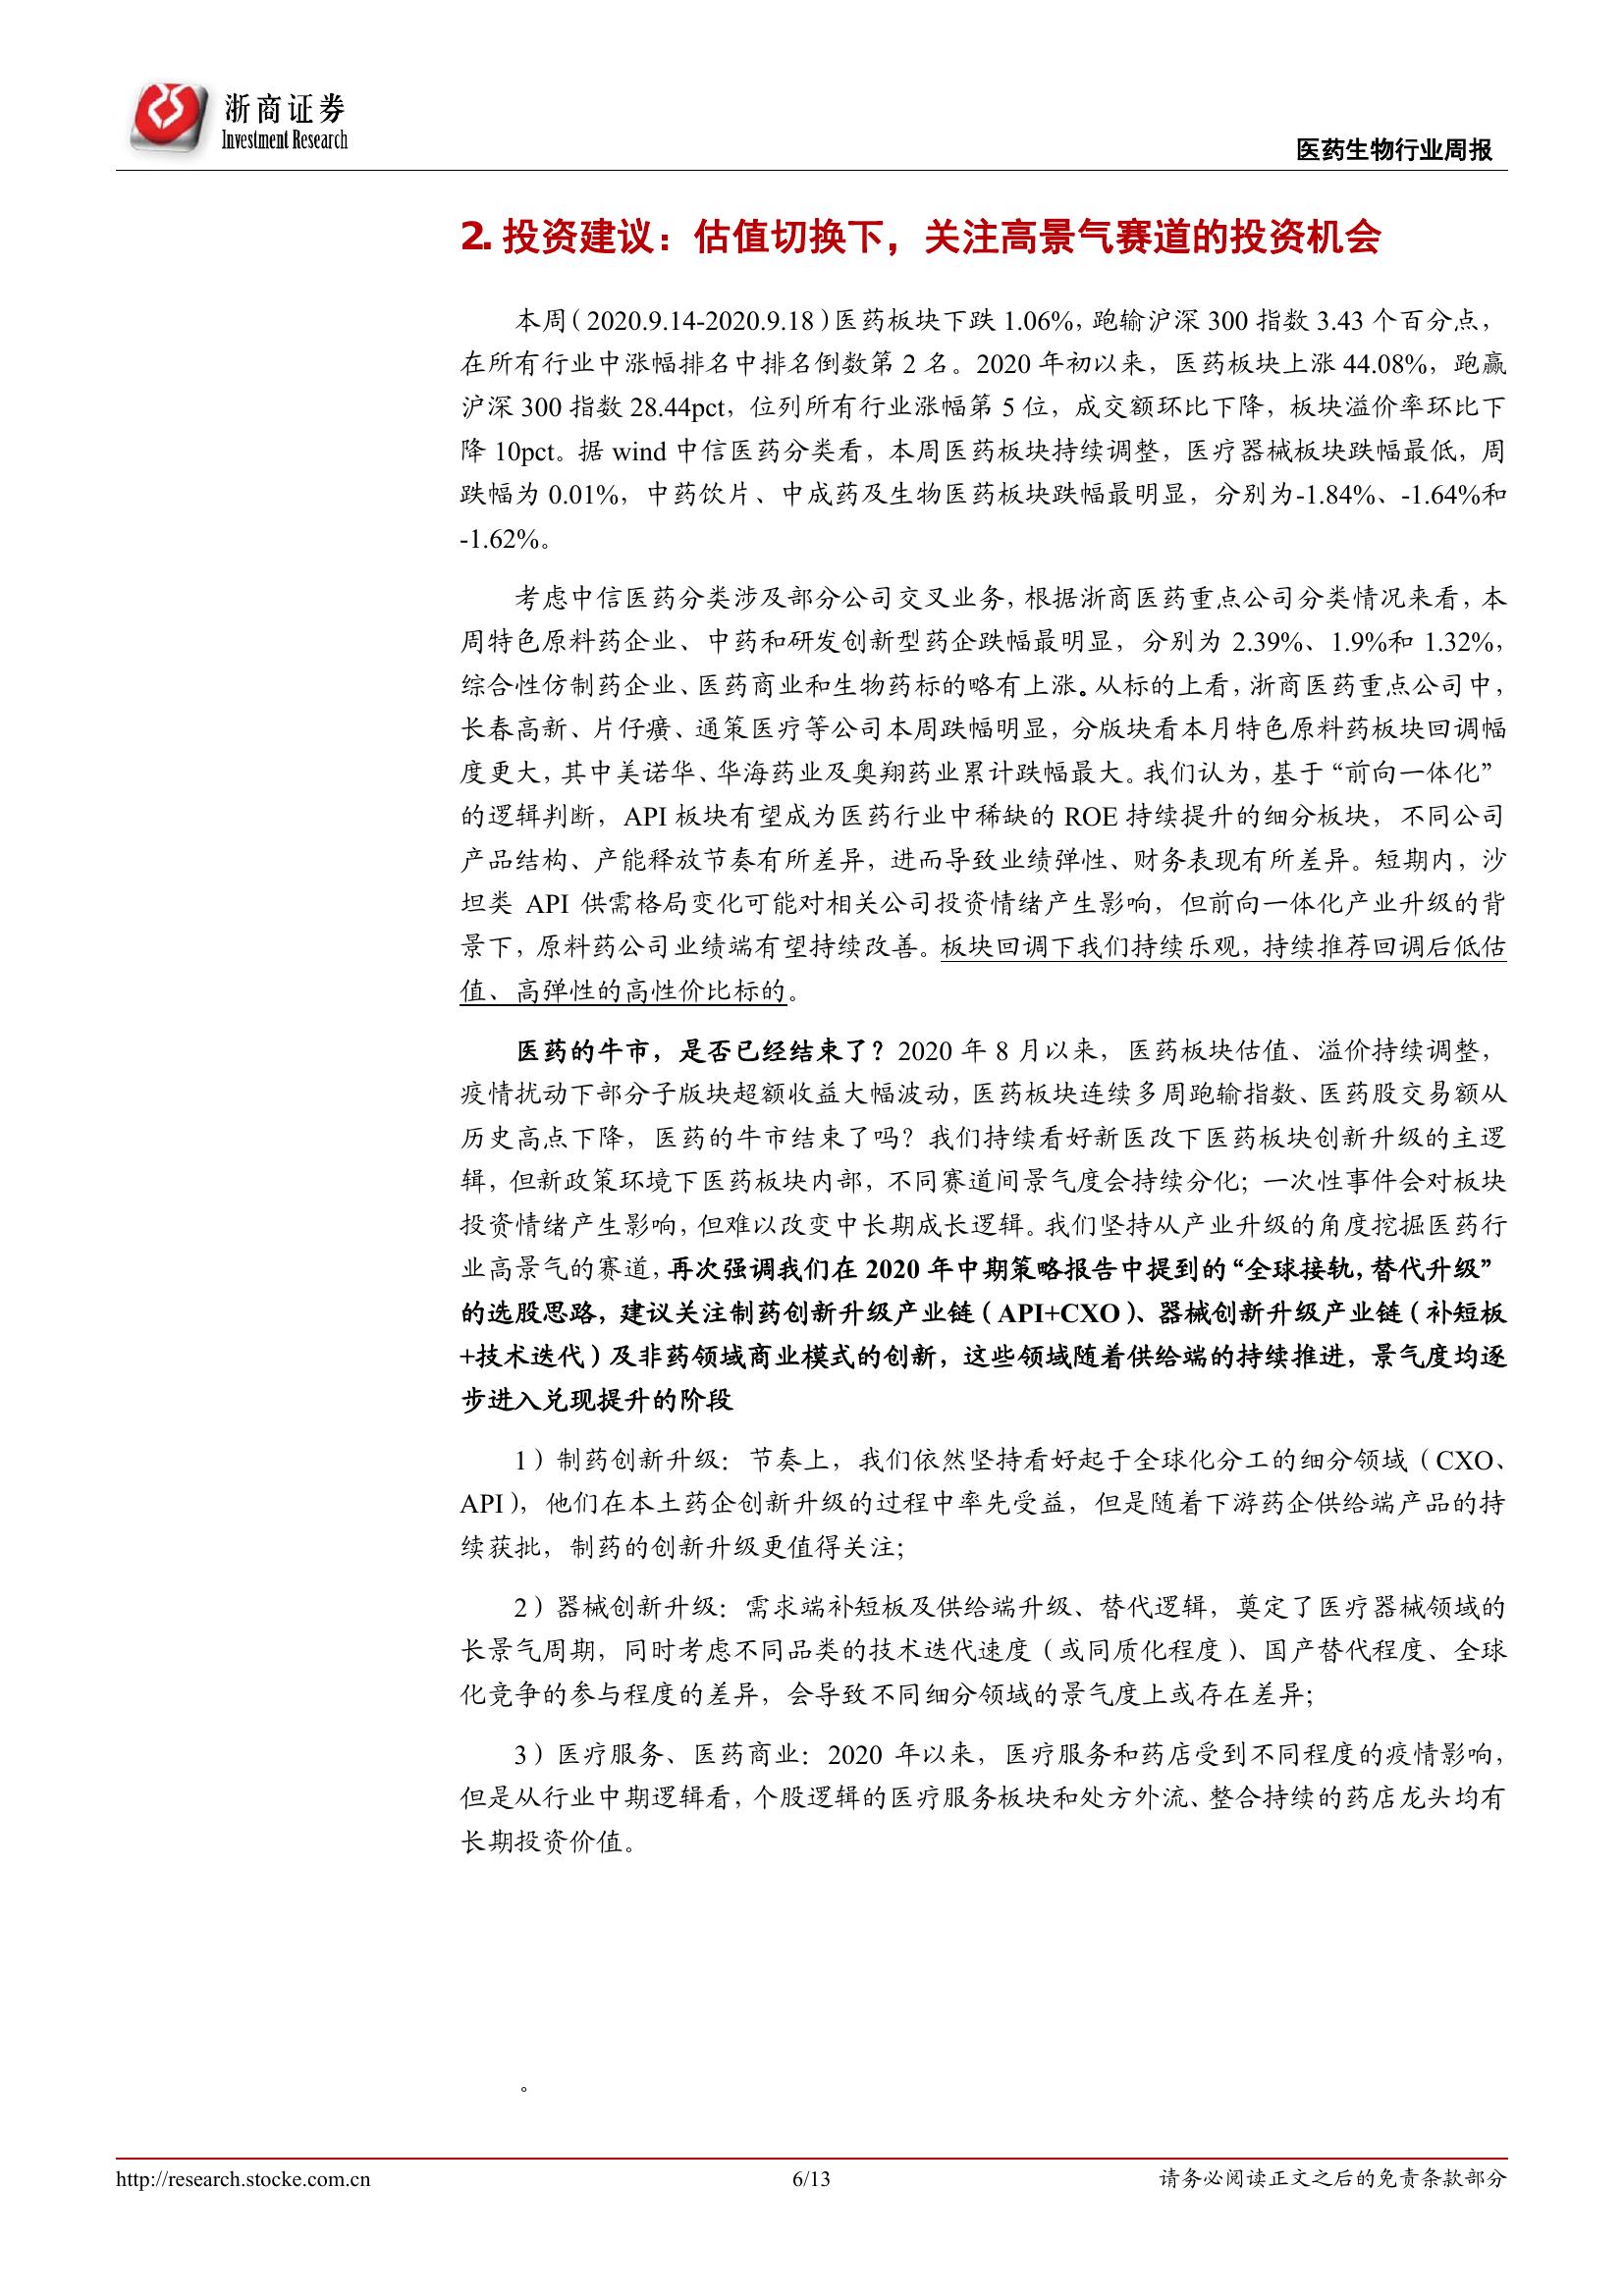 浙商证券
Investment Research
医药生物行业周报
2. 投资建议：估值切换下，关注高景气赛道的投资机会
本周（2020.9.14-2020.9.18）医药板块下跌 1.06%，跑输沪深 300 指数 3.43 个百分点，
在所有行业中涨幅排名中排名倒数第 2 名。2020 年初以来，医药板块上涨 44.08%，跑赢
沪深 300 指数 28.44pct，位列所有行业涨幅第 5 位，成交额环比下降，板块溢价率环比下
降 10pct。据 wind 中信医药分类看，本周医药板块持续调整，医疗器械板块跌幅最低，周
跌幅为 0.01%，中药饮片、中成药及生物医药板块跌幅最明显，分别为-1.84%、-1.64%和
-1.62%。
考虑中信医药分类涉及部分公司交叉业务，根据浙商医药重点公司分类情况来看，本
周特色原料药企业、中药和研发创新型药企跌幅最明显，分别为 2.39%、1.9%和 1.32%，
综合性仿制药企业、医药商业和生物药标的略有上涨。从标的上看，浙商医药重点公司中，
长春高新、片仔癀、通策医疗等公司本周跌幅明显，分版块看本月特色原料药板块回调幅
度更大，其中美诺华、华海药业及奥翔药业累计跌幅最大。我们认为，基于“前向一体化”
的逻辑判断，API 板块有望成为医药行业中稀缺的 ROE 持续提升的细分板块，不同公司
产品结构、产能释放节奏有所差异，进而导致业绩弹性、财务表现有所差异。短期内，沙
坦类 API 供需格局变化可能对相关公司投资情绪产生影响，但前向一体化产业升级的背
景下，原料药公司业绩端有望持续改善。板块回调下我们持续乐观，持续推荐回调后低估
值、高弹性的高性价比标的。
医药的牛市，是否已经结束了？2020 年 8 月以来，医药板块估值、溢价持续调整，
疫情扰动下部分子版块超额收益大幅波动，医药板块连续多周跑输指数、医药股交易额从
历史高点下降，医药的牛市结束了吗？我们持续看好新医改下医药板块创新升级的主逻
辑，但新政策环境下医药板块内部，不同赛道间景气度会持续分化；一次性事件会对板块
投资情绪产生影响，但难以改变中长期成长逻辑。我们坚持从产业升级的角度挖掘医药行
业高景气的赛道，再次强调我们在 2020 年中期策略报告中提到的“全球接轨，替代升级”
的选股思路，建议关注制药创新升级产业链（API+CXO）、器械创新升级产业链（补短板
+技术迭代）及非药领域商业模式的创新，这些领域随着供给端的持续推进，景气度均逐
步进入兑现提升的阶段
1）制药创新升级：节奏上，我们依然坚持看好起于全球化分工的细分领域（CXO、
API），他们在本土药企创新升级的过程中率先受益，但是随着下游药企供给端产品的持
续获批，制药的创新升级更值得关注；
2）器械创新升级：需求端补短板及供给端升级、替代逻辑，奠定了医疗器械领域的
长景气周期，同时考虑不同品类的技术迭代速度（或同质化程度）、国产替代程度、全球
化竞争的参与程度的差异，会导致不同细分领域的景气度上或存在差异；
3）医疗服务、医药商业：2020 年以来，医疗服务和药店受到不同程度的疫情影响，
但是从行业中期逻辑看，个股逻辑的医疗服务板块和处方外流、整合持续的药店龙头均有
长期投资价值。
。
http://research.stocke.com.cn
6/13
请务必阅读正文之后的免责条款部分